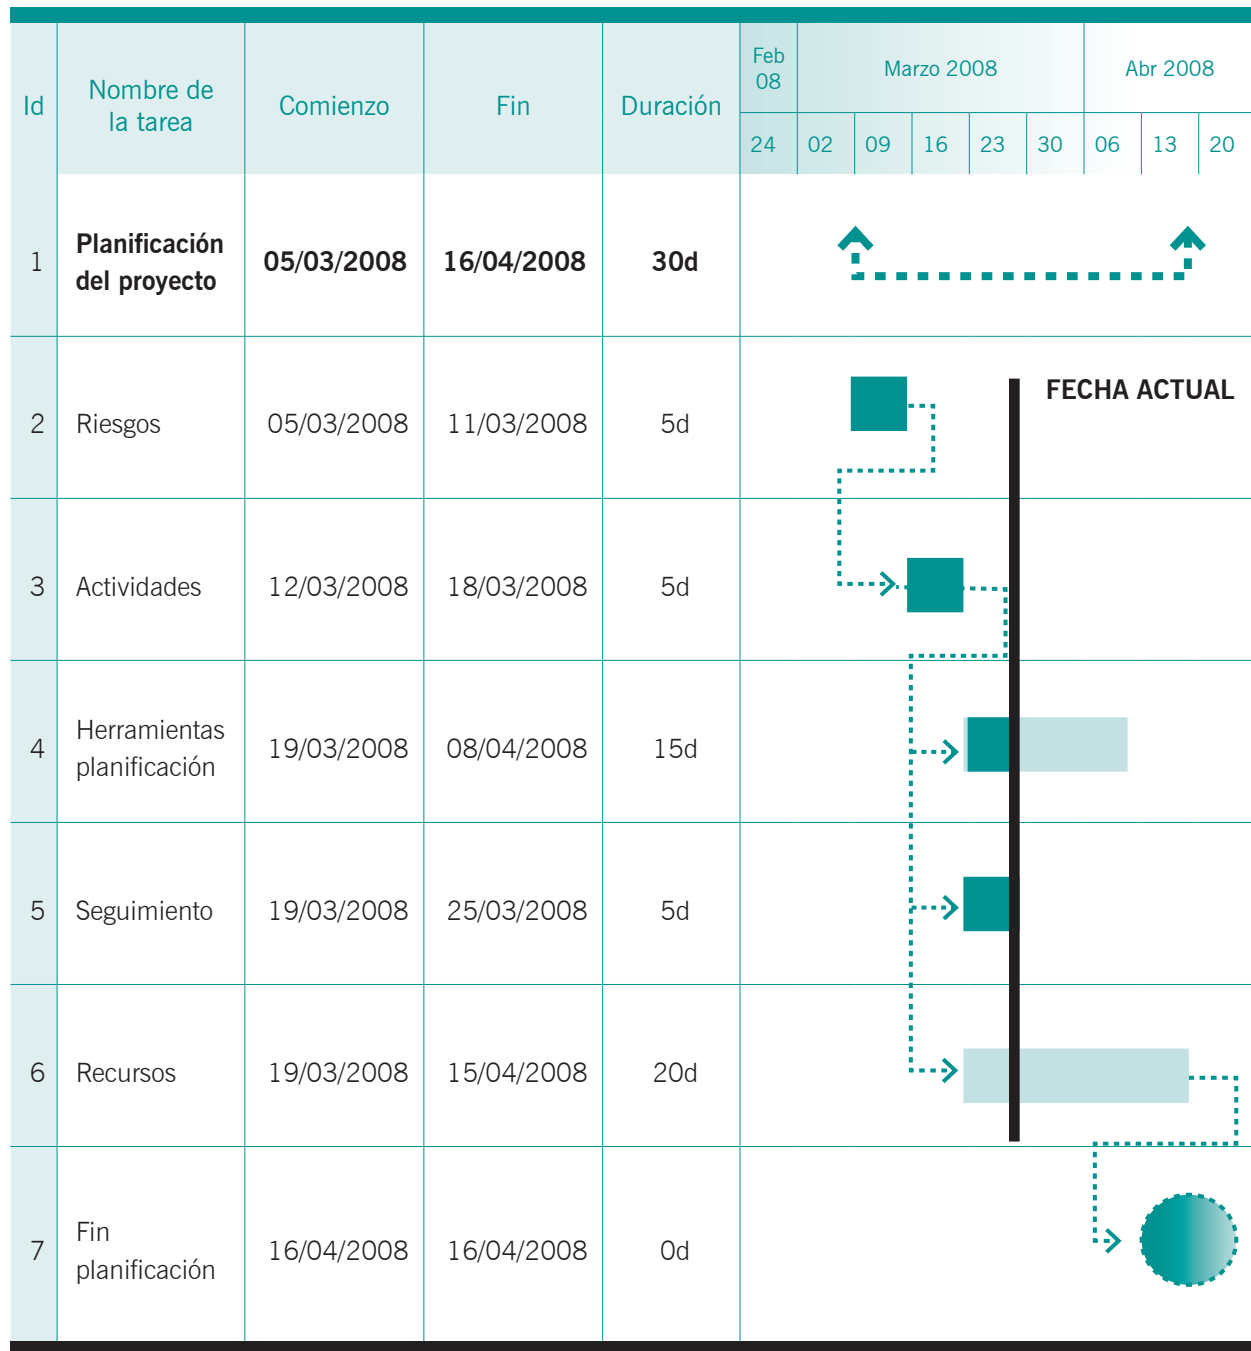 Id
Nombre de
la tarea
Comienzo
Fin
Duración
Feb
08
Marzo 2008
Abr 2008
24 02 09 16 23 30 06 13 20
1 Planificación
del proyecto 05/03/2008 16/04/2008 30d
FECHA ACTUAL
2 Riesgos 05/03/2008 11/03/2008 5d
3 Actividades 12/03/2008 18/03/2008 5d
4 Herramientas
planificación 19/03/2008 08/04/2008 15d
5 Seguimiento 19/03/2008 25/03/2008 5d
6 Recursos 19/03/2008 15/04/2008 20d
7 Fin
planificación 16/04/2008 16/04/2008 0d